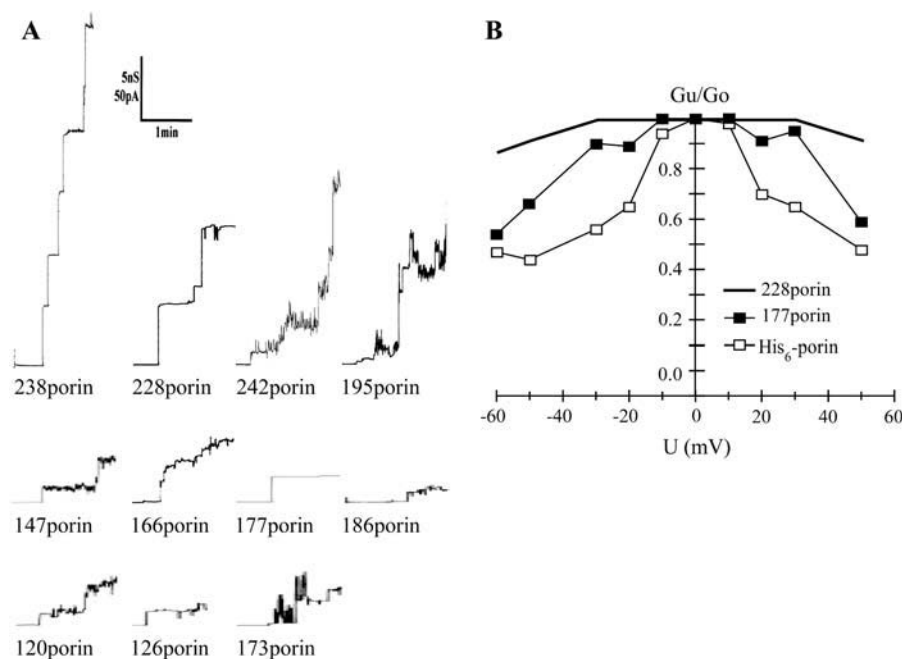 A
5nS
50pA
1min
238porin
228porin
242porin
195porin
147porin
166porin
177porin
186porin
120porin
126porin
173porin
B
Gu/Go
0.8
0.6
0.4
0.2
0.0
228porin
177porin
His6-porin
-60
-40
-20
0
20
40
60
U (mV)